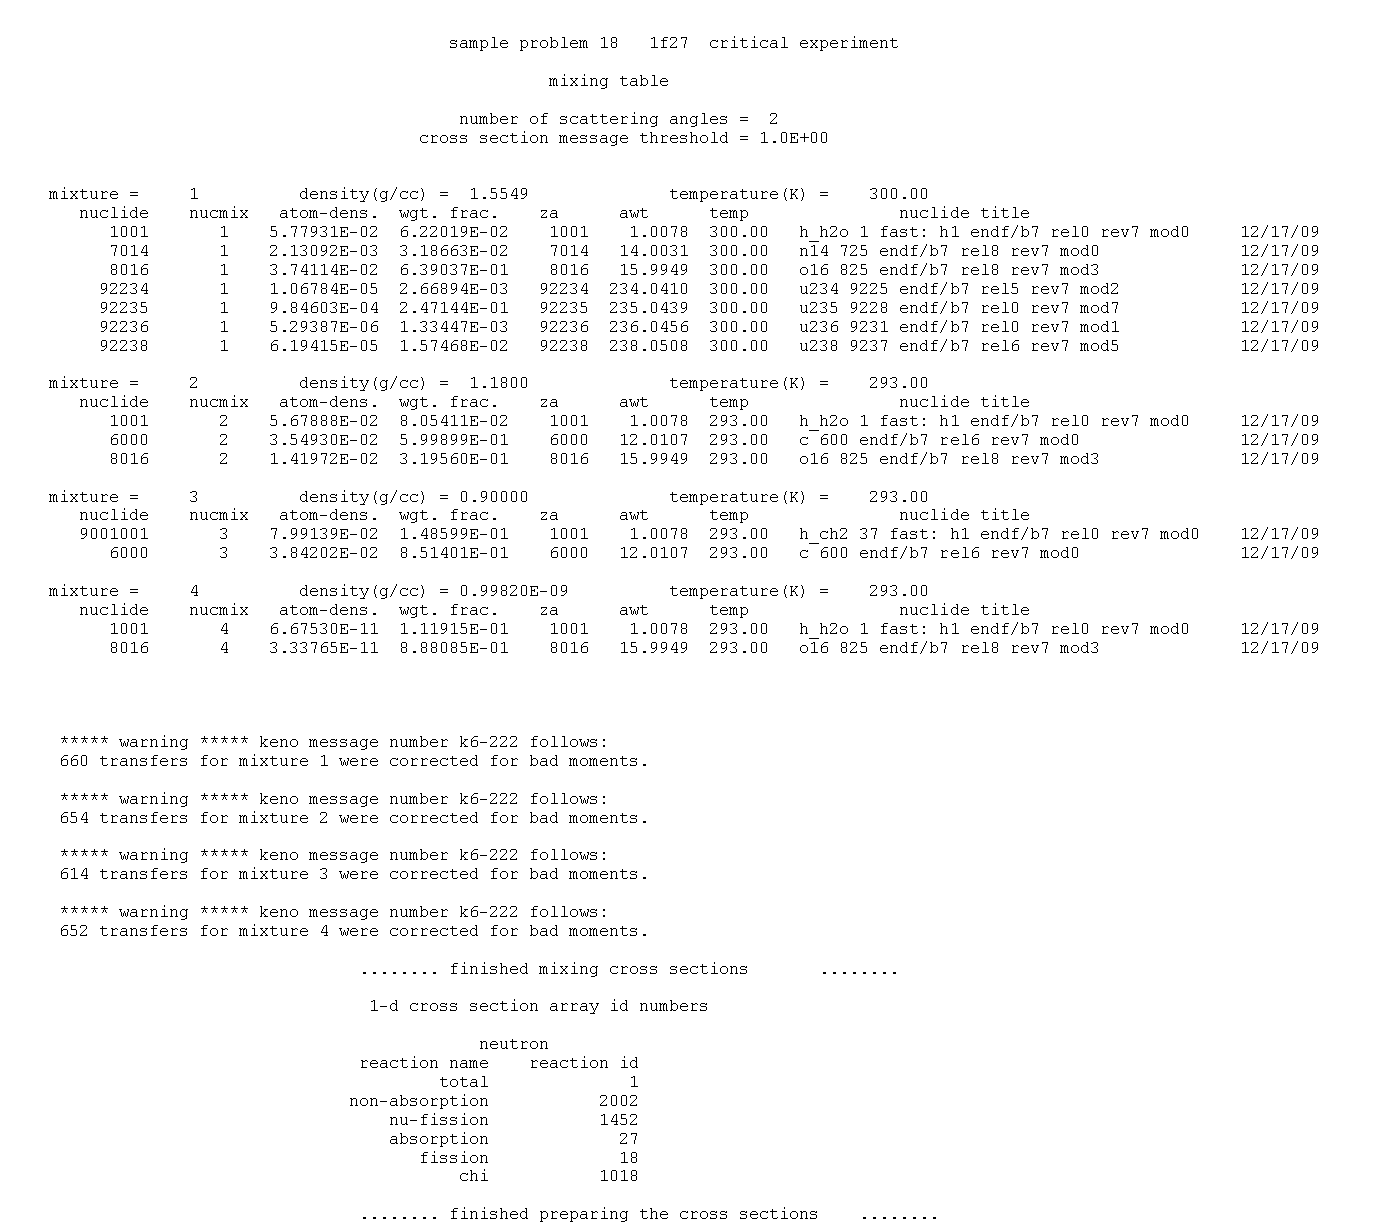 sample problem 18   1f27  critical experiment
mixing table
number of scattering angles =  2
cross section message threshold = 1.0E+00
mixture =     1          density(g/cc) =  1.5549              temperature(K) =    300.00
nuclide    nucmix   atom-dens.  wgt. frac.    za      awt      temp               nuclide title
1001       1    5.77931E-02 6.22019E-02    1001    1.0078  300.00   h_h2o 1 fast: h1 endf/b7 rel0 rev7 mod0     12/17/09
7014       1    2.13092E-03 3.18663E-02    7014   14.0031  300.00   n14 725 endf/b7 rel8 rev7 mod0              12/17/09
8016       1    3.74114E-02 6.39037E-01    8016   15.9949  300.00   o16 825 endf/b7 rel8 rev7 mod3              12/17/09
92234       1    1.06784E-05 2.66894E-03   92234  234.0410  300.00   u234 9225 endf/b7 rel5 rev7 mod2            12/17/09
92235       1    9.84603E-04 2.47144E-01   92235  235.0439  300.00   u235 9228 endf/b7 rel0 rev7 mod7            12/17/09
92236       1    5.29387E-06 1.33447E-03   92236  236.0456  300.00   u236 9231 endf/b7 rel0 rev7 mod1            12/17/09
92238       1    6.19415E-05 1.57468E-02   92238  238.0508  300.00   u238 9237 endf/b7 rel6 rev7 mod5            12/17/09
mixture =     2          density(g/cc) =  1.1800              temperature(K) =    293.00
nuclide    nucmix   atom-dens.  wgt. frac.    za      awt      temp               nuclide title
1001       2    5.67888E-02 8.05411E-02    1001    1.0078  293.00   h_h2o 1 fast: h1 endf/b7 rel0 rev7 mod0     12/17/09
6000       2    3.54930E-02 5.99899E-01    6000   12.0107  293.00   c 600 endf/b7 rel6 rev7 mod0                12/17/09
8016       2    1.41972E-02 3.19560E-01    8016   15.9949  293.00   o16 825 endf/b7 rel8 rev7 mod3              12/17/09
mixture =     3          density(g/cc) = 0.90000              temperature(K) =    293.00
nuclide    nucmix   atom-dens.  wgt. frac.    za      awt      temp               nuclide title
9001001       3    7.99139E-02 1.48599E-01    1001    1.0078  293.00   h_ch2 37 fast: h1 endf/b7 rel0 rev7 mod0    12/17/09
6000       3    3.84202E-02 8.51401E-01    6000   12.0107  293.00   c 600 endf/b7 rel6 rev7 mod0                12/17/09
mixture =     4          density(g/cc) = 0.99820E-09          temperature(K) =    293.00
nuclide    nucmix   atom-dens.  wgt. frac.    za      awt      temp               nuclide title
1001       4    6.67530E-11 1.11915E-01    1001    1.0078  293.00   h_h2o 1 fast: h1 endf/b7 rel0 rev7 mod0     12/17/09
8016       4    3.33765E-11 8.88085E-01    8016   15.9949  293.00   o16 825 endf/b7 rel8 rev7 mod3              12/17/09
***** warning ***** keno message number k6-222 follows:
660 transfers for mixture 1 were corrected for bad moments.
***** warning ***** keno message number k6-222 follows:
654 transfers for mixture 2 were corrected for bad moments.
***** warning ***** keno message number k6-222 follows:
614 transfers for mixture 3 were corrected for bad moments.
***** warning ***** keno message number k6-222 follows:
652 transfers for mixture 4 were corrected for bad moments.
........ finished mixing cross sections       ........
1-d cross section array id numbers
neutron
reaction name    reaction id
total              1
non-absorption           2002
nu-fission           1452
absorption             27
fission             18
chi           1018
........ finished preparing the cross sections    ........